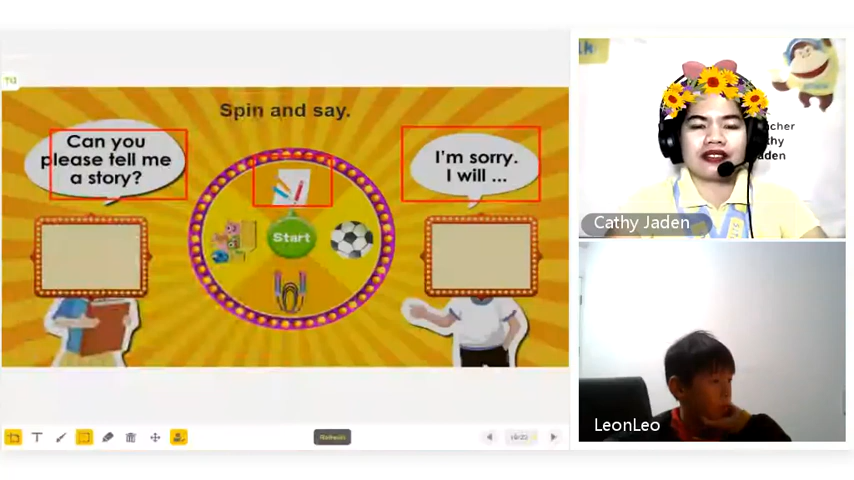 Spin and say.
Can you
please tell me
a story?
I'm sorry.
I will ...
Start
Cathy Jaden
LeonLeo